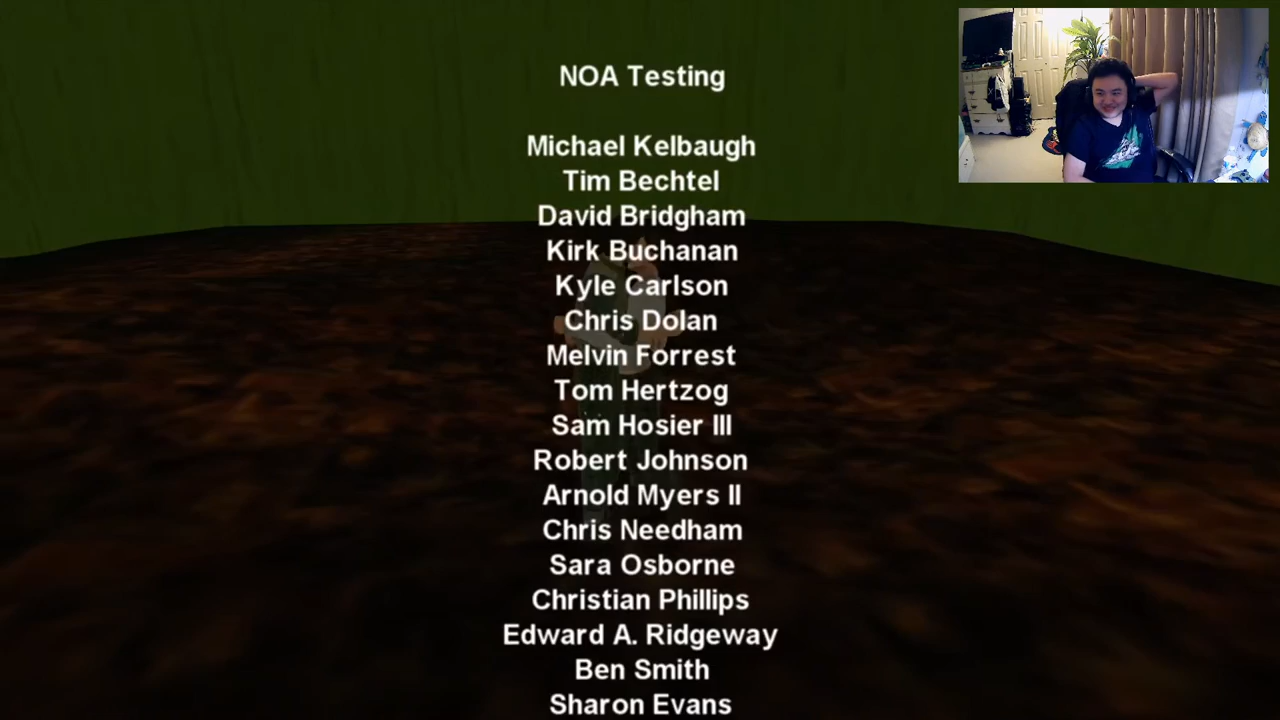 NOA Testing
Michael Kelbaugh
Tim Bechtel
David Bridgham
Kirk Buchanan
Kyle Carlson
Chris Dolan
Melvin Forrest
Tom Hertzog
Sam Hosier III
Robert Johnson
Arnold Myers II
Chris Needham
Sara Osborne
Christian Phillips
Edward A. Ridgeway
Ben Smith
Sharon Evans